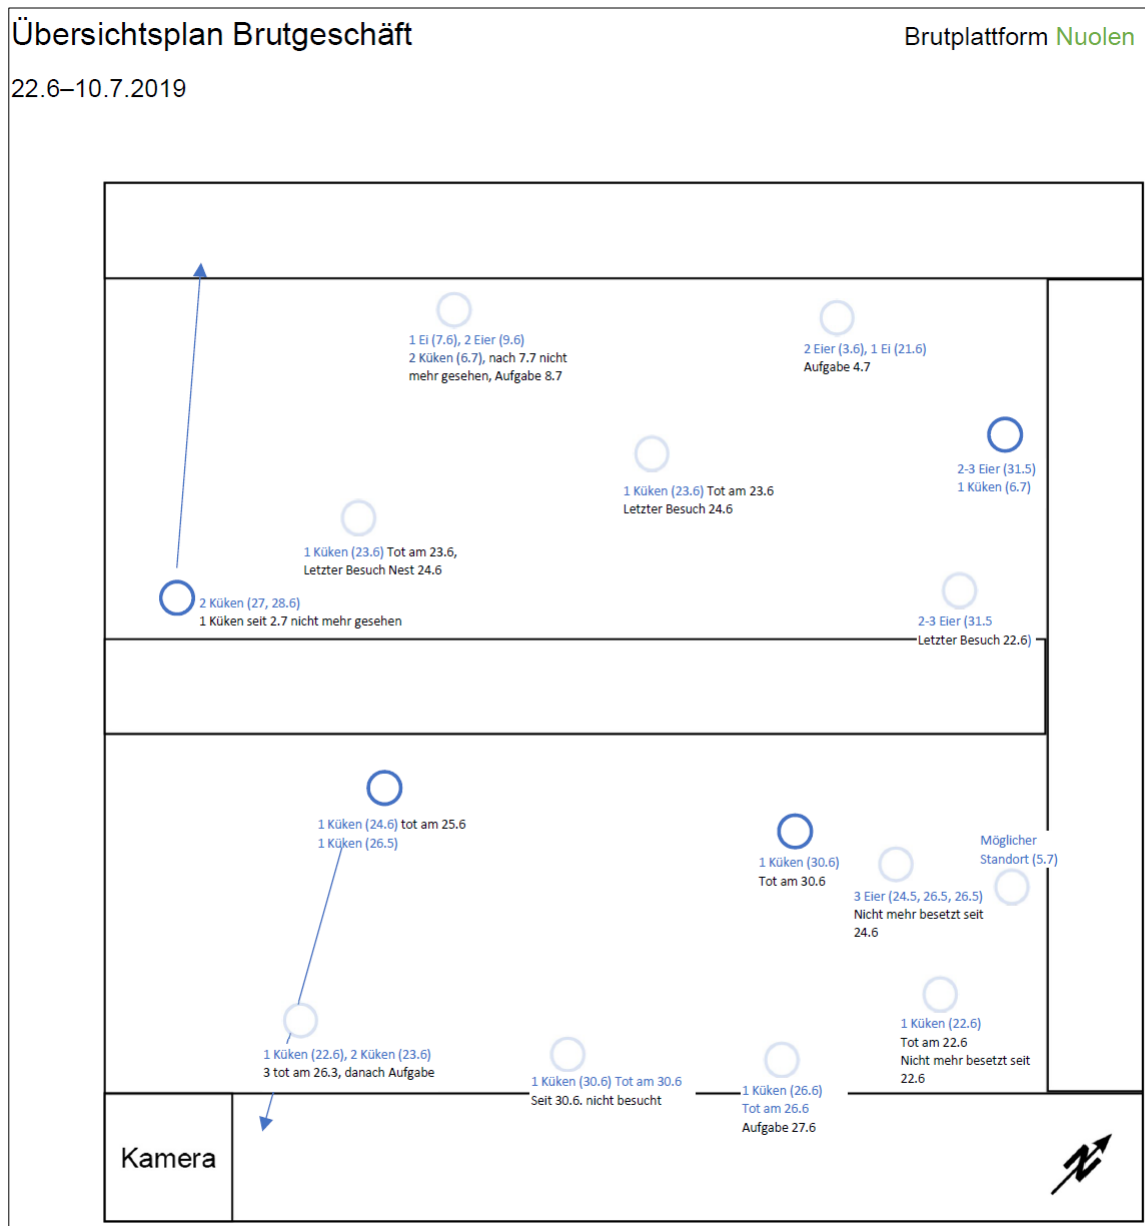 Übersichtsplan Brutgeschäft
Brutplattform Nuolen
22.6–10.7.2019
1 Ei (7.6), 2 Eier (9.6)
2 Küken (6.7), nach 7.7 nicht
mehr gesehen, Aufgabe 8.7
2 Eier (3.6), 1 Ei (21.6)
Aufgabe 4.7
2-3 Eier (31.5)
1 Küken (6.7)
1 Küken (23.6) Tot am 23.6
Letzter Besuch 24.6
1 Küken (23.6) Tot am 23.6,
Letzter Besuch Nest 24.6
2 Küken (27, 28.6)
1 Küken seit 2.7 nicht mehr gesehen
2-3 Eier (31.5
Letzter Besuch 22.6)
1 Küken (24.6) tot am 25.6
1 Küken (26.5)
1 Küken (30.6)
Tot am 30.6
Möglicher
Standort (5.7)
3 Eier (24.5, 26.5, 26.5)
Nicht mehr besetzt seit
24.6
1 Küken (22.6)
Tot am 22.6
Nicht mehr besetzt seit
22.6
1 Küken (22.6), 2 Küken (23.6)
3 tot am 26.3, danach Aufgabe
1 Küken (30.6) Tot am 30.6
Seit 30.6. nicht besucht
1 Küken (26.6)
Tot am 26.6
Aufgabe 27.6
Kamera
N